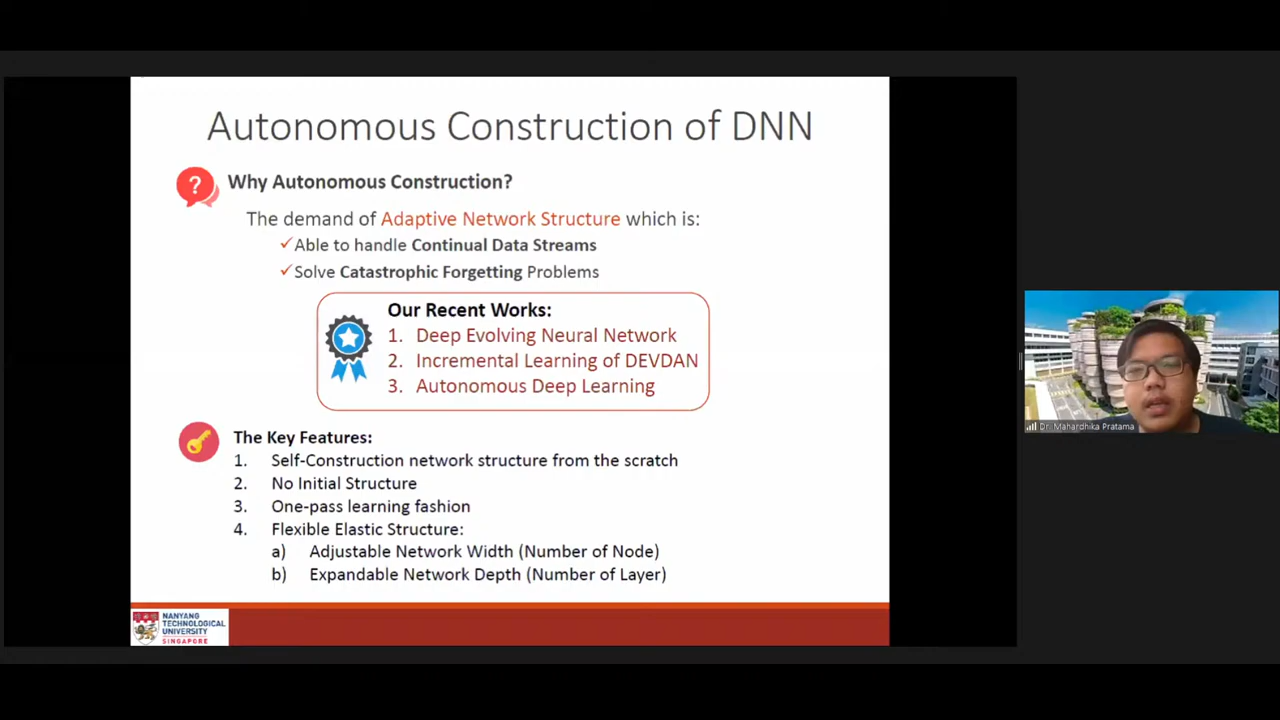 Autonomous Construction of DNN
?
Why Autonomous Construction?
The demand of Adaptive Network Structure which is:
✓Able to handle Continual Data Streams
✓Solve Catastrophic Forgetting Problems
Our Recent Works:
1. Deep Evolving Neural Network
2. Incremental Learning of DEVDAN
3. Autonomous Deep Learning
The Key Features:
1. Self-Construction network structure from the scratch
2. No Initial Structure
3. One-pass learning fashion
4. Flexible Elastic Structure:
a) Adjustable Network Width (Number of Node)
b) Expandable Network Depth (Number of Layer)
NANYANG
TECHNOLOGICAL
UNIVERSITY
SINGAPORE
Dr. Mahardhika Pratama